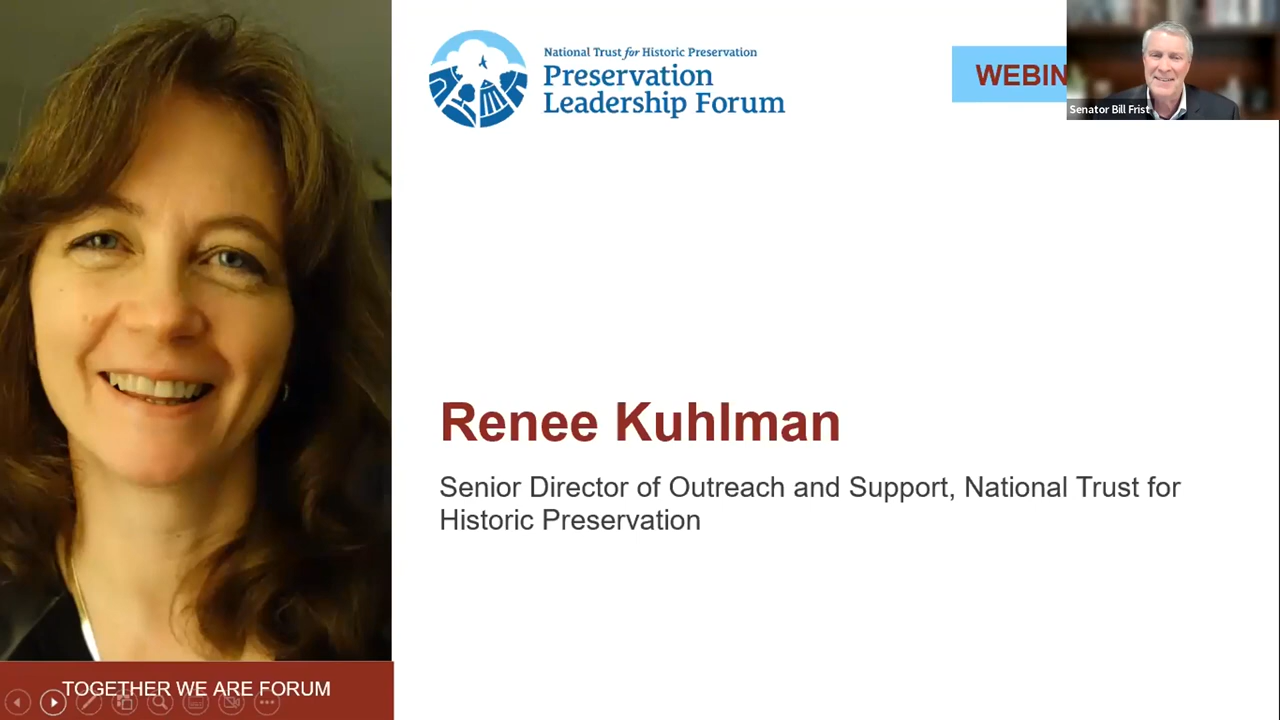 National Trust for Historic Preservation
Preservation
Leadership Forum
WEBIN
Senator Bill Frist
Renee Kuhlman
Senior Director of Outreach and Support, National Trust for
Historic Preservation
TOGETHER WE ARE FORUM